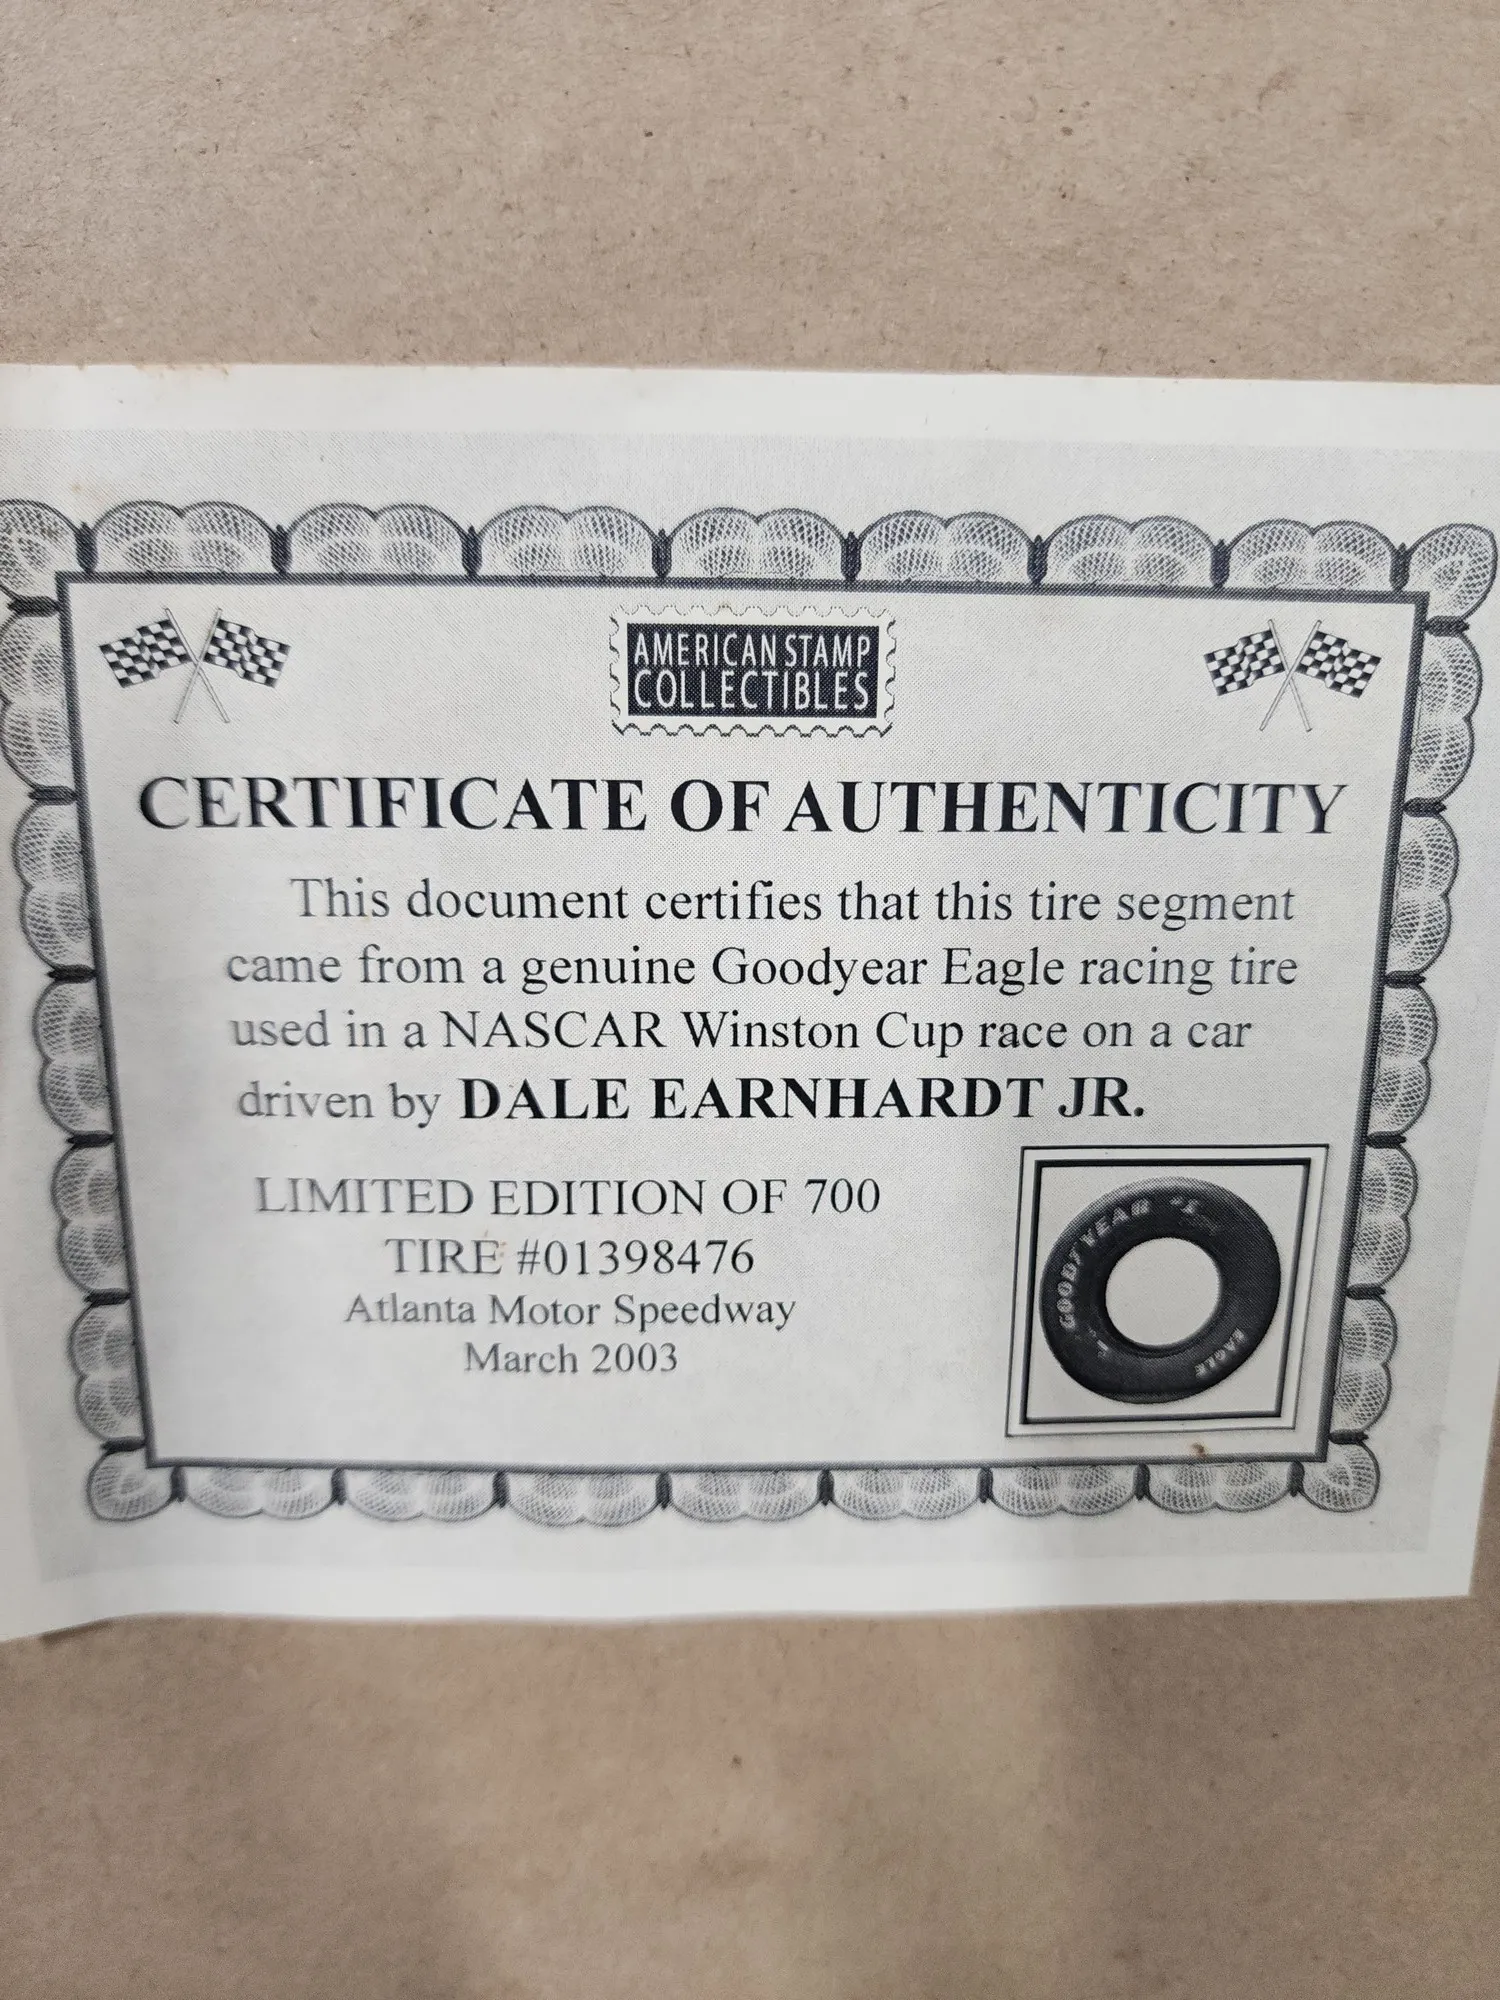 AMERICAN STAMP
COLLECTIBLES
CERTIFICATE OF AUTHENTICITY
This document certifies that this tire segment
came from a genuine Goodyear Eagle racing tire
used in a NASCAR Winston Cup race on a car
driven by DALE EARNHARDT JR.
LIMITED EDITION OF 700
TIRE #01398476
Atlanta Motor Speedway
March 2003
GOODYEAR #1
EAGLE